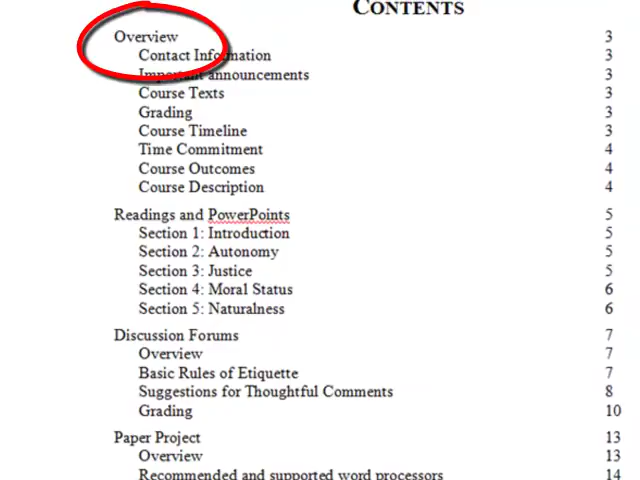 CONTENTS
Overview 3
Contact Information 3
Important announcements 3
Course Texts 3
Grading 3
Course Timeline 3
Time Commitment 4
Course Outcomes 4
Course Description 4
Readings and PowerPoints 5
Section 1: Introduction 5
Section 2: Autonomy 5
Section 3: Justice 5
Section 4: Moral Status 6
Section 5: Naturalness 6
Discussion Forums 7
Overview 7
Basic Rules of Etiquette 7
Suggestions for Thoughtful Comments 8
Grading 10
Paper Project 13
Overview 13
Recommended and supported word processors 14